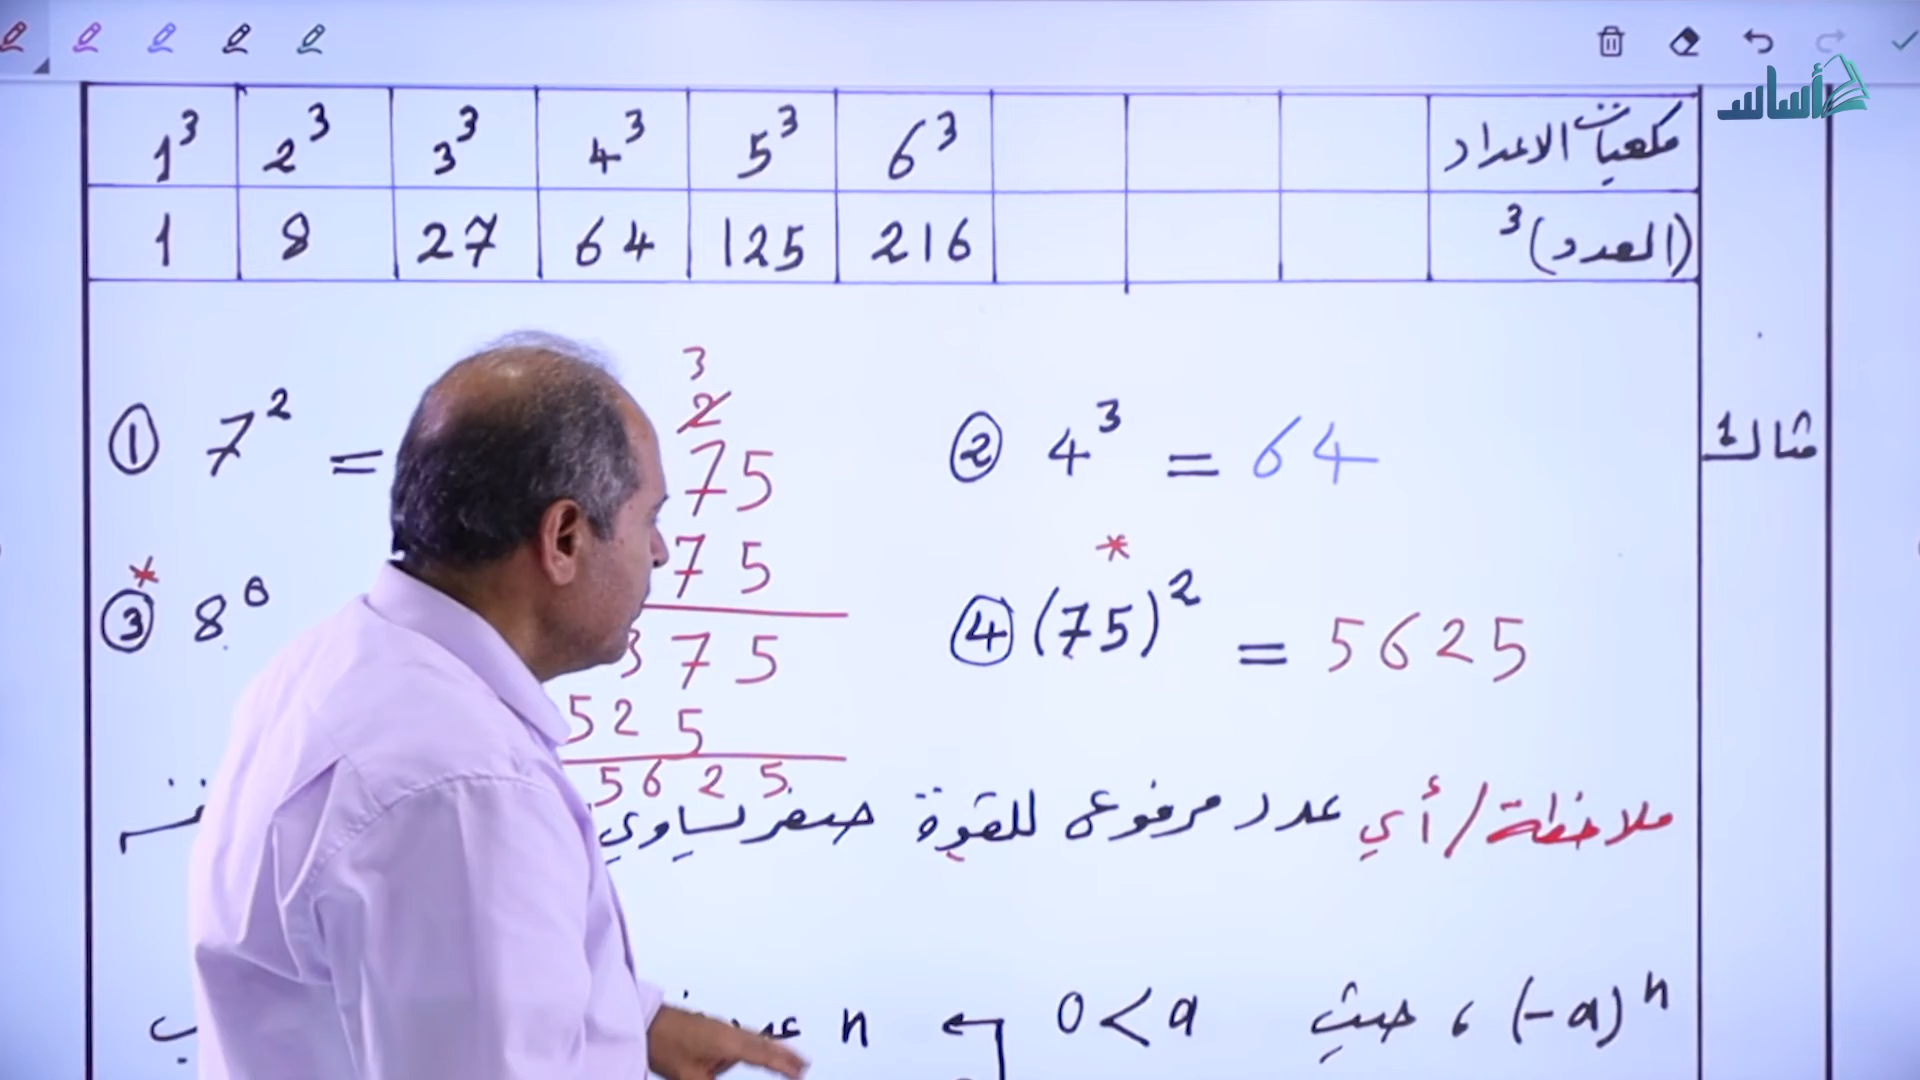 أساس
مكعبات الاعداد 1³ 2³ 3³ 4³ 5³ 6³
(العدد)³ 1 8 27 64 125 216
مثال 1
① 7² =
② 4³ = 64
3
2
75
75
375
525
5625
* ③ 8⁰
* ④ (75)² = 5625
ملاحظة / أي عدد مرفوع للقوة صفر يساوي
(-a)ⁿ ، حيث 0 < a ← n